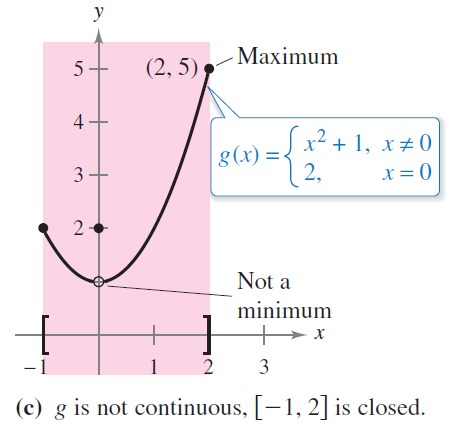 y
Maximum
5
(2, 5)
4
g(x) = { x² + 1, x ≠ 0
2, x = 0
3
2
Not a
minimum
x
−1 1 2 3
(c) g is not continuous, [−1, 2] is closed.